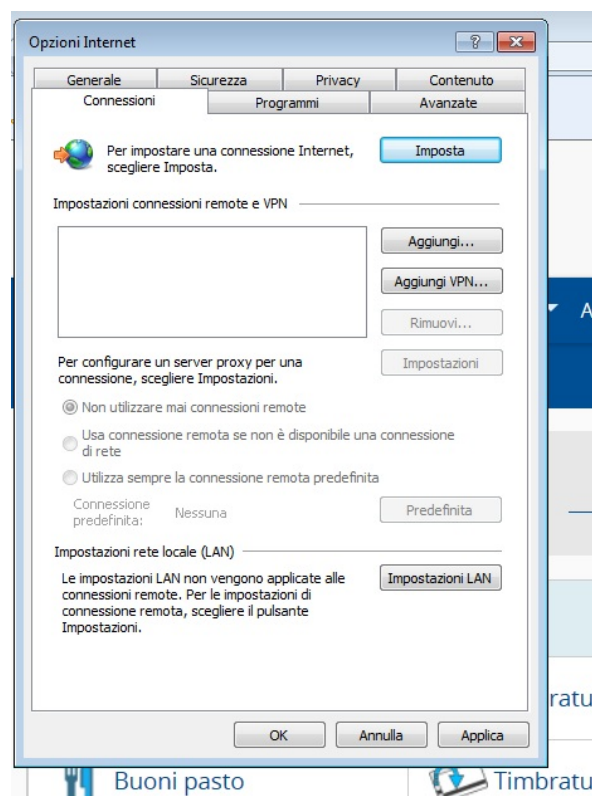 Opzioni Internet
Generale
Sicurezza
Privacy
Contenuto
Connessioni
Programmi
Avanzate
Per impostare una connessione Internet,
scegliere Imposta.
Imposta
Impostazioni connessioni remote e VPN
Aggiungi...
Aggiungi VPN...
Rimuovi...
Per configurare un server proxy per una
connessione, scegliere Impostazioni.
Impostazioni
Non utilizzare mai connessioni remote
Usa connessione remota se non è disponibile una connessione
di rete
Utilizza sempre la connessione remota predefinita
Connessione
predefinita:
Nessuna
Predefinita
Impostazioni rete locale (LAN)
Le impostazioni LAN non vengono applicate alle
connessioni remote. Per le impostazioni di
connessione remota, scegliere il pulsante
Impostazioni.
Impostazioni LAN
OK
Annulla
Applica
A
ratu
Buoni pasto
Timbratu